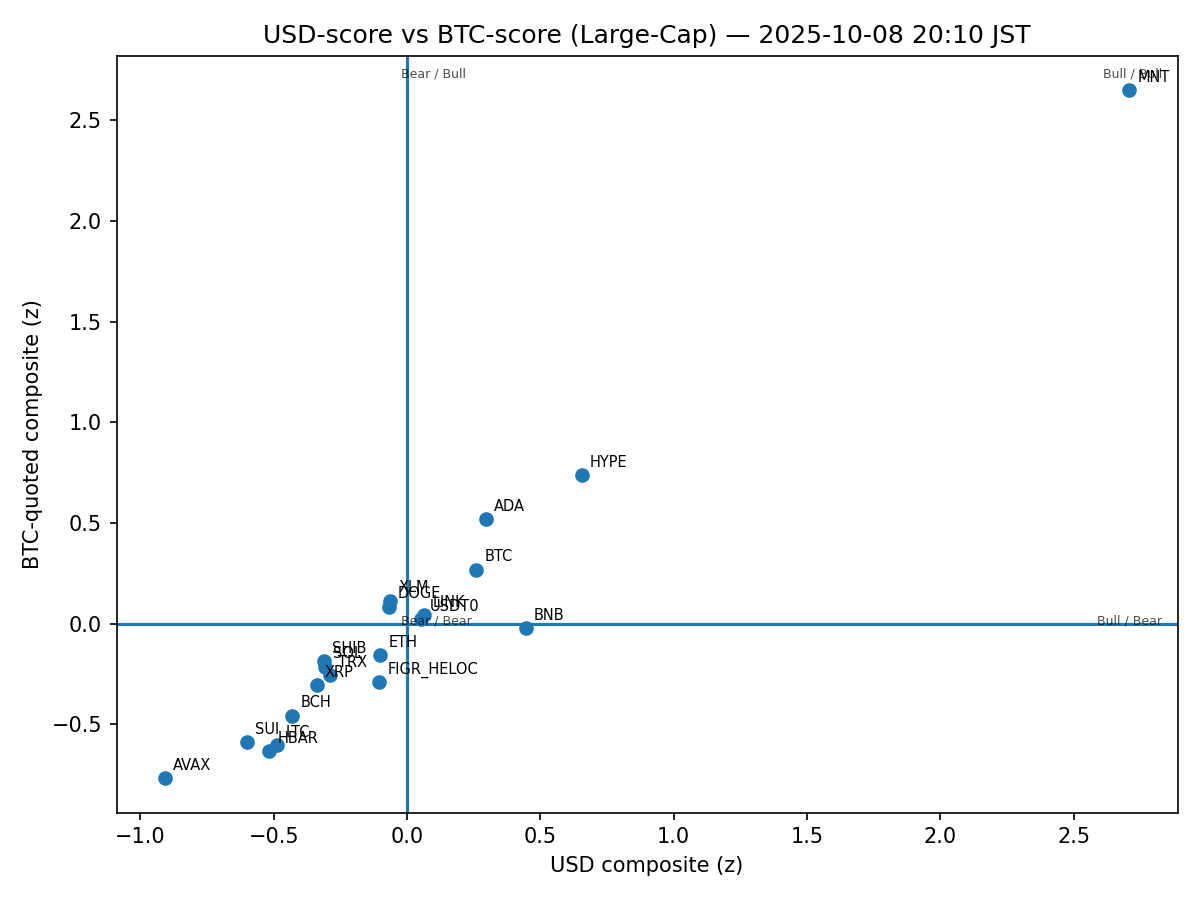 USD-score vs BTC-score (Large-Cap) — 2025-10-08 20:10 JST
Bear / Bull
Bull / Bull
MNT
2.5
2.0
1.5
1.0
0.5
0.0
−0.5
BTC-quoted composite (z)
HYPE
ADA
BTC
XLM
DOGE
LINK
USDT0
BNB
Bear / Bear
Bull / Bear
ETH
SHIB
SOL
TRX
FIGR_HELOC
XRP
BCH
SUI
LTC
HBAR
AVAX
−1.0
−0.5
0.0
0.5
1.0
1.5
2.0
2.5
USD composite (z)